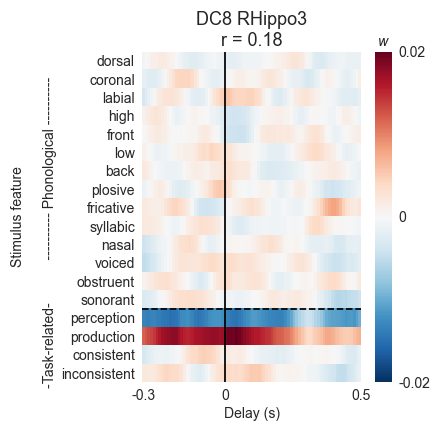 DC8 RHippo3
r = 0.18
w
dorsal
coronal
labial
high
front
low
back
plosive
fricative
syllabic
nasal
voiced
obstruent
sonorant
perception
production
consistent
inconsistent
Stimulus feature
-Task-related- ---------- Phonological ----------
0.02
0
-0.02
-0.3 0 0.5
Delay (s)